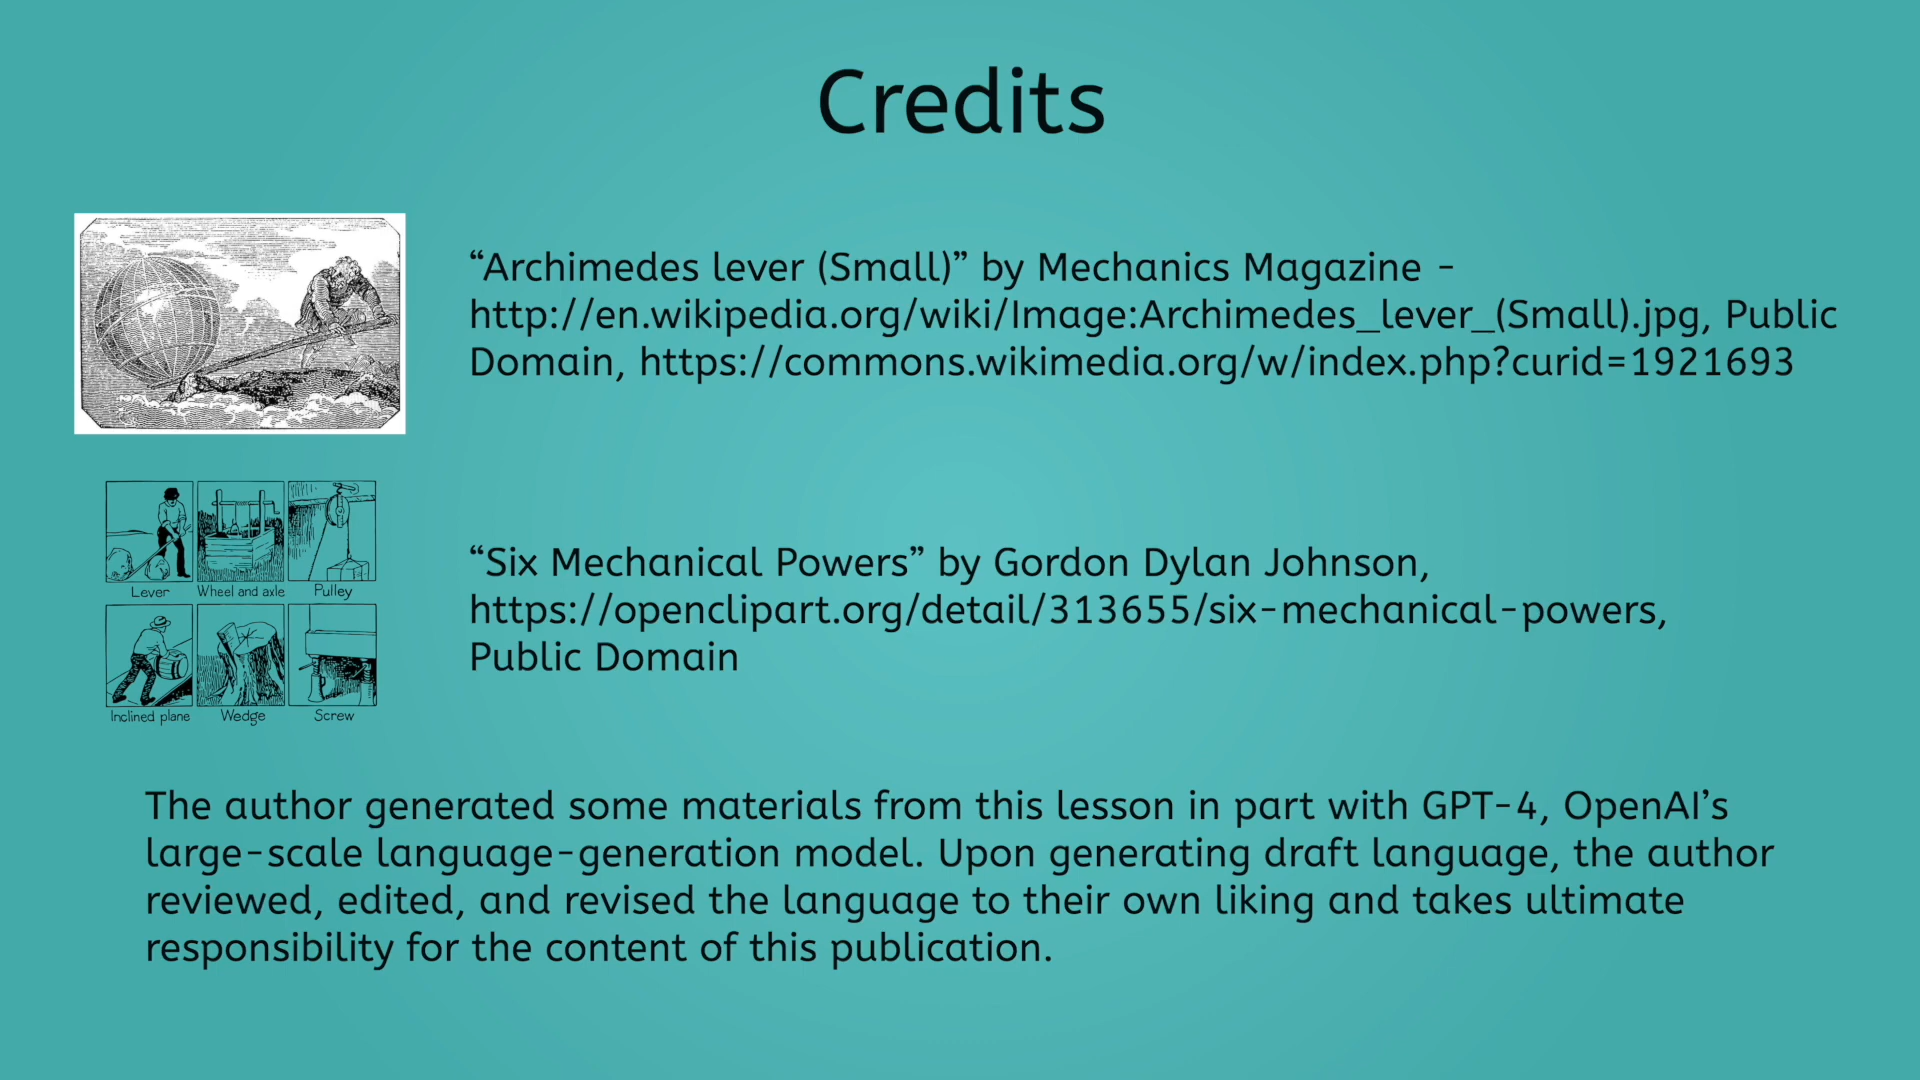 Credits
“Archimedes lever (Small)” by Mechanics Magazine -
http://en.wikipedia.org/wiki/Image:Archimedes_lever_(Small).jpg, Public
Domain, https://commons.wikimedia.org/w/index.php?curid=1921693
Lever Wheel and axle Pulley
Inclined plane Wedge Screw
“Six Mechanical Powers” by Gordon Dylan Johnson,
https://openclipart.org/detail/313655/six-mechanical-powers,
Public Domain
The author generated some materials from this lesson in part with GPT-4, OpenAI’s
large-scale language-generation model. Upon generating draft language, the author
reviewed, edited, and revised the language to their own liking and takes ultimate
responsibility for the content of this publication.